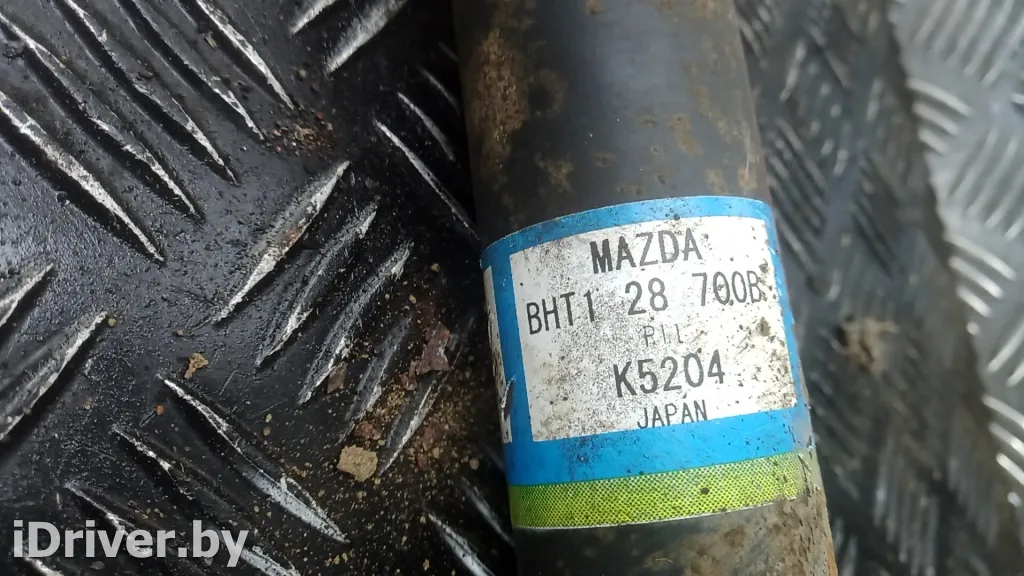 MAZDA
BHT1 28 700B
K5204
JAPAN
iDriver.by